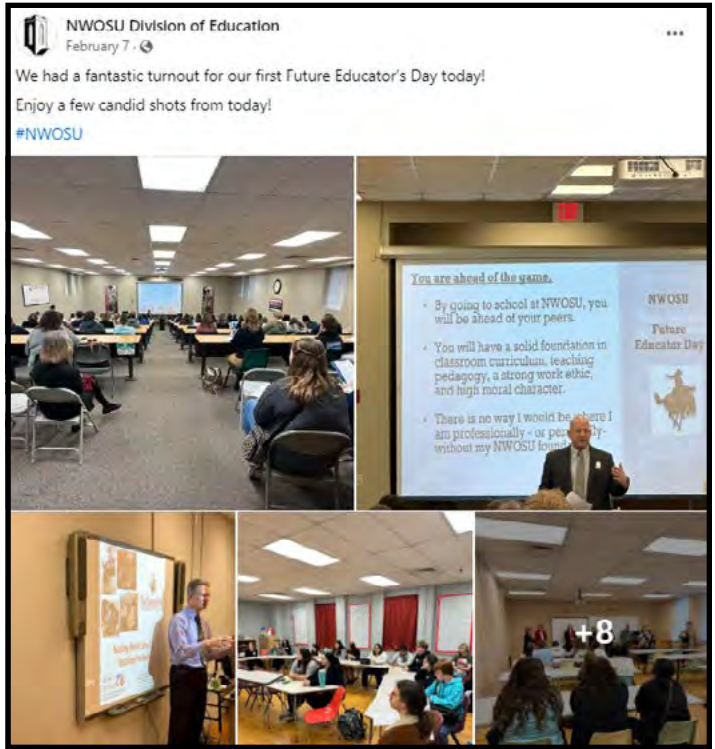 NWOSU Division of Education
February 7 ·
We had a fantastic turnout for our first Future Educator's Day today!
Enjoy a few candid shots from today!
#NWOSU
You are ahead of the game.
• By going to school at NWOSU, you
will be ahead of your peers.
• You will have a solid foundation in
classroom curriculum, teaching
pedagogy, a strong work ethic,
and high moral character.
• There is no way I would be where I
am professionally - or
without my NWOSU
NWOSU
Future
Educator Day
+8